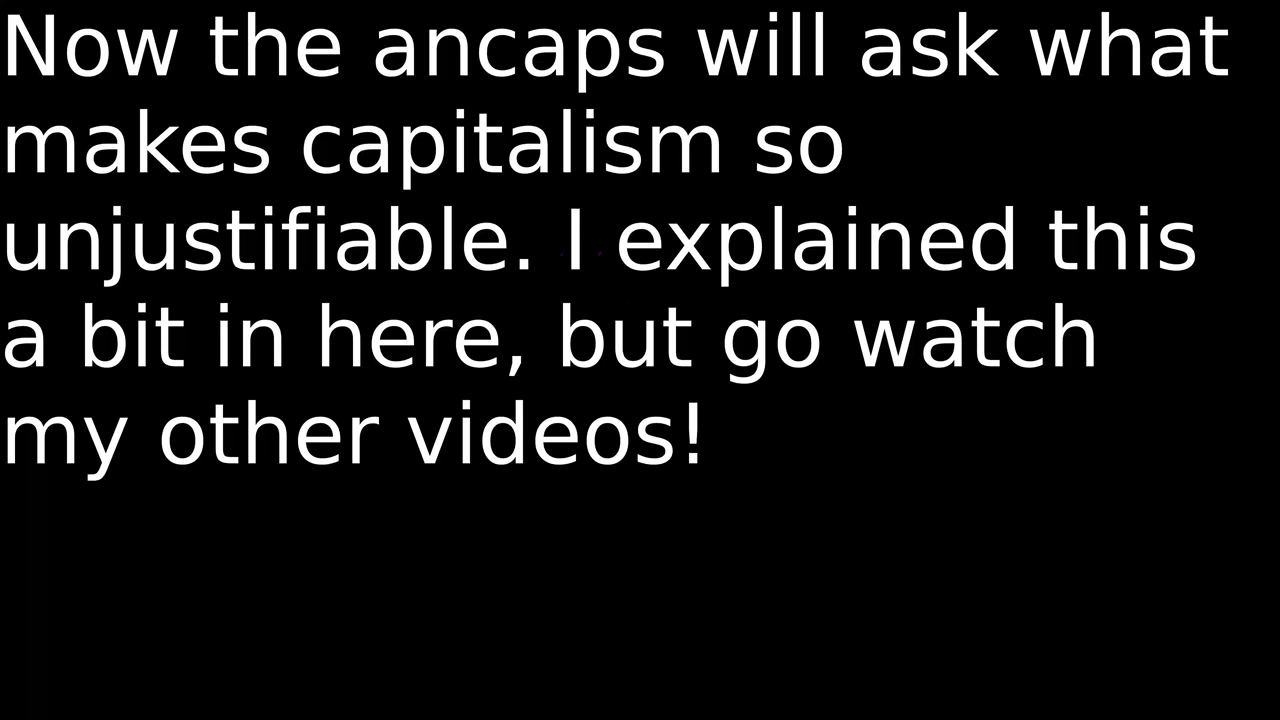 Now the ancaps will ask what
makes capitalism so
unjustifiable. I explained this
a bit in here, but go watch
my other videos!